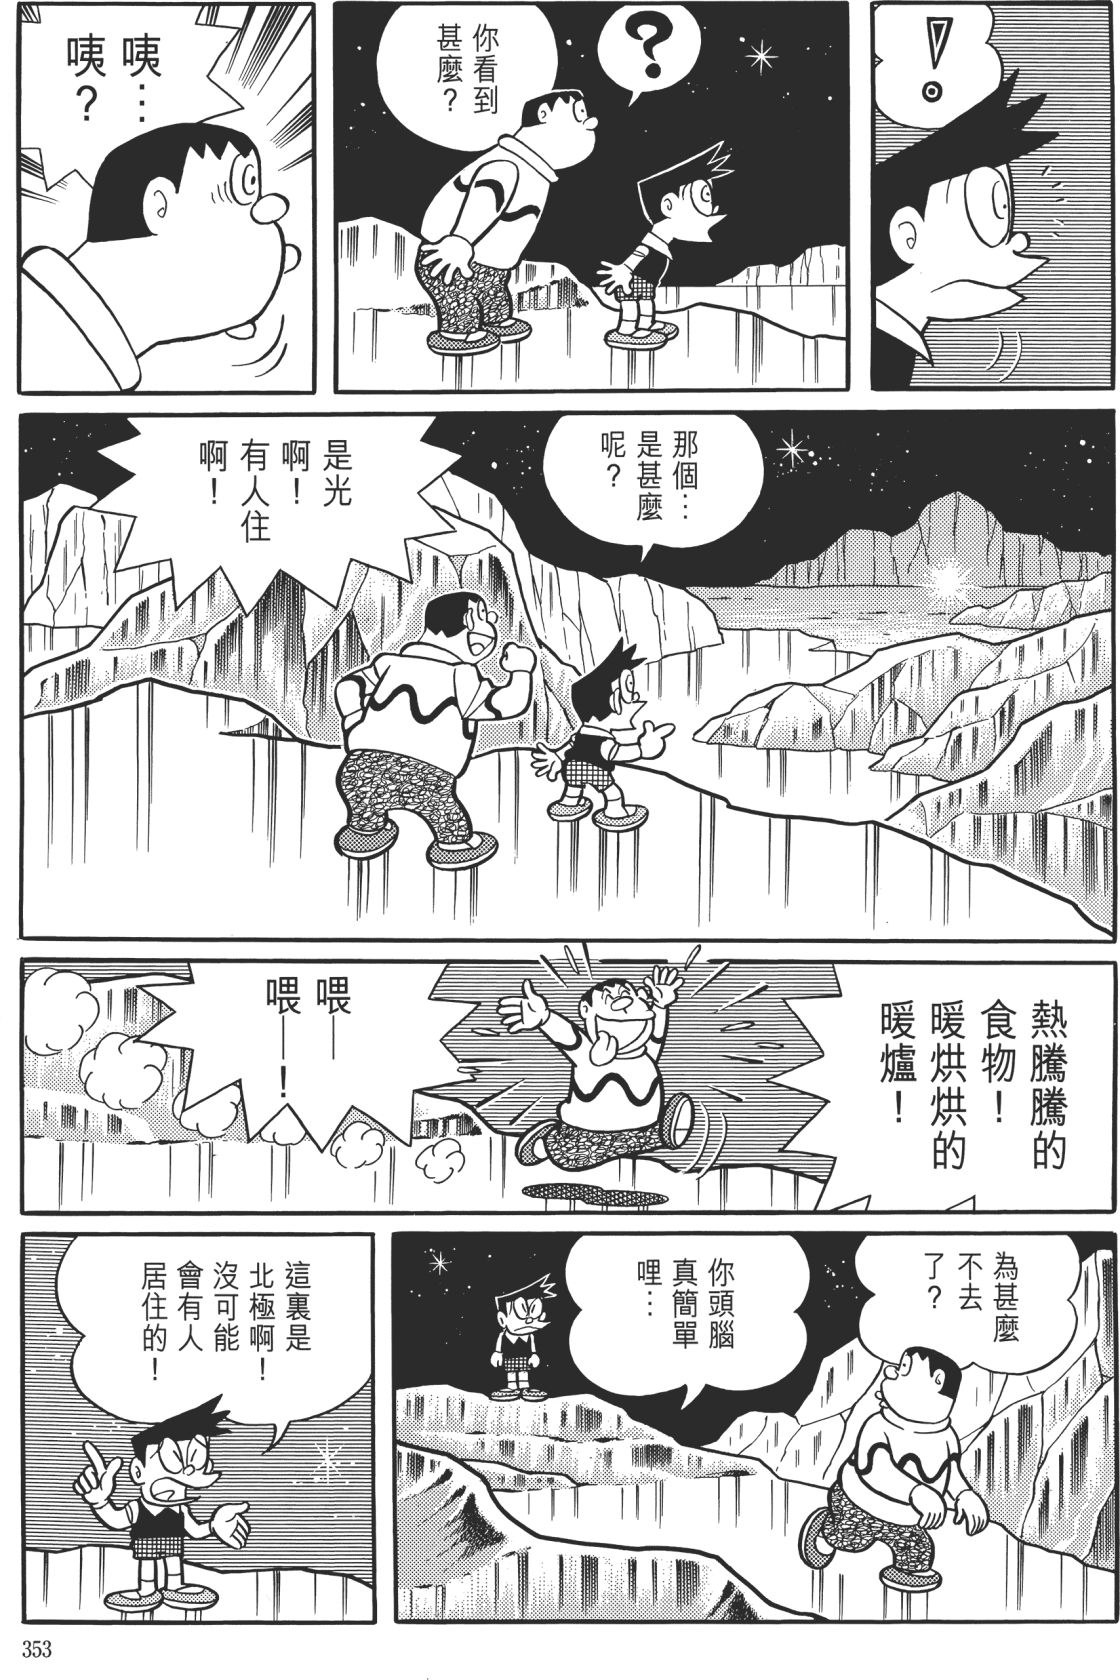 ！。
？
你看到
甚麼？
咦⋯
咦？
那個⋯
是甚麼
呢？
是光
啊！
有人住
啊！
熱騰騰的
食物！
暖烘烘的
暖爐！
喂—
喂—！
為甚麼
不去
了？
你頭腦
真簡單
哩⋯
這裏是
北極啊！
沒可能
會有人
居住的！
353